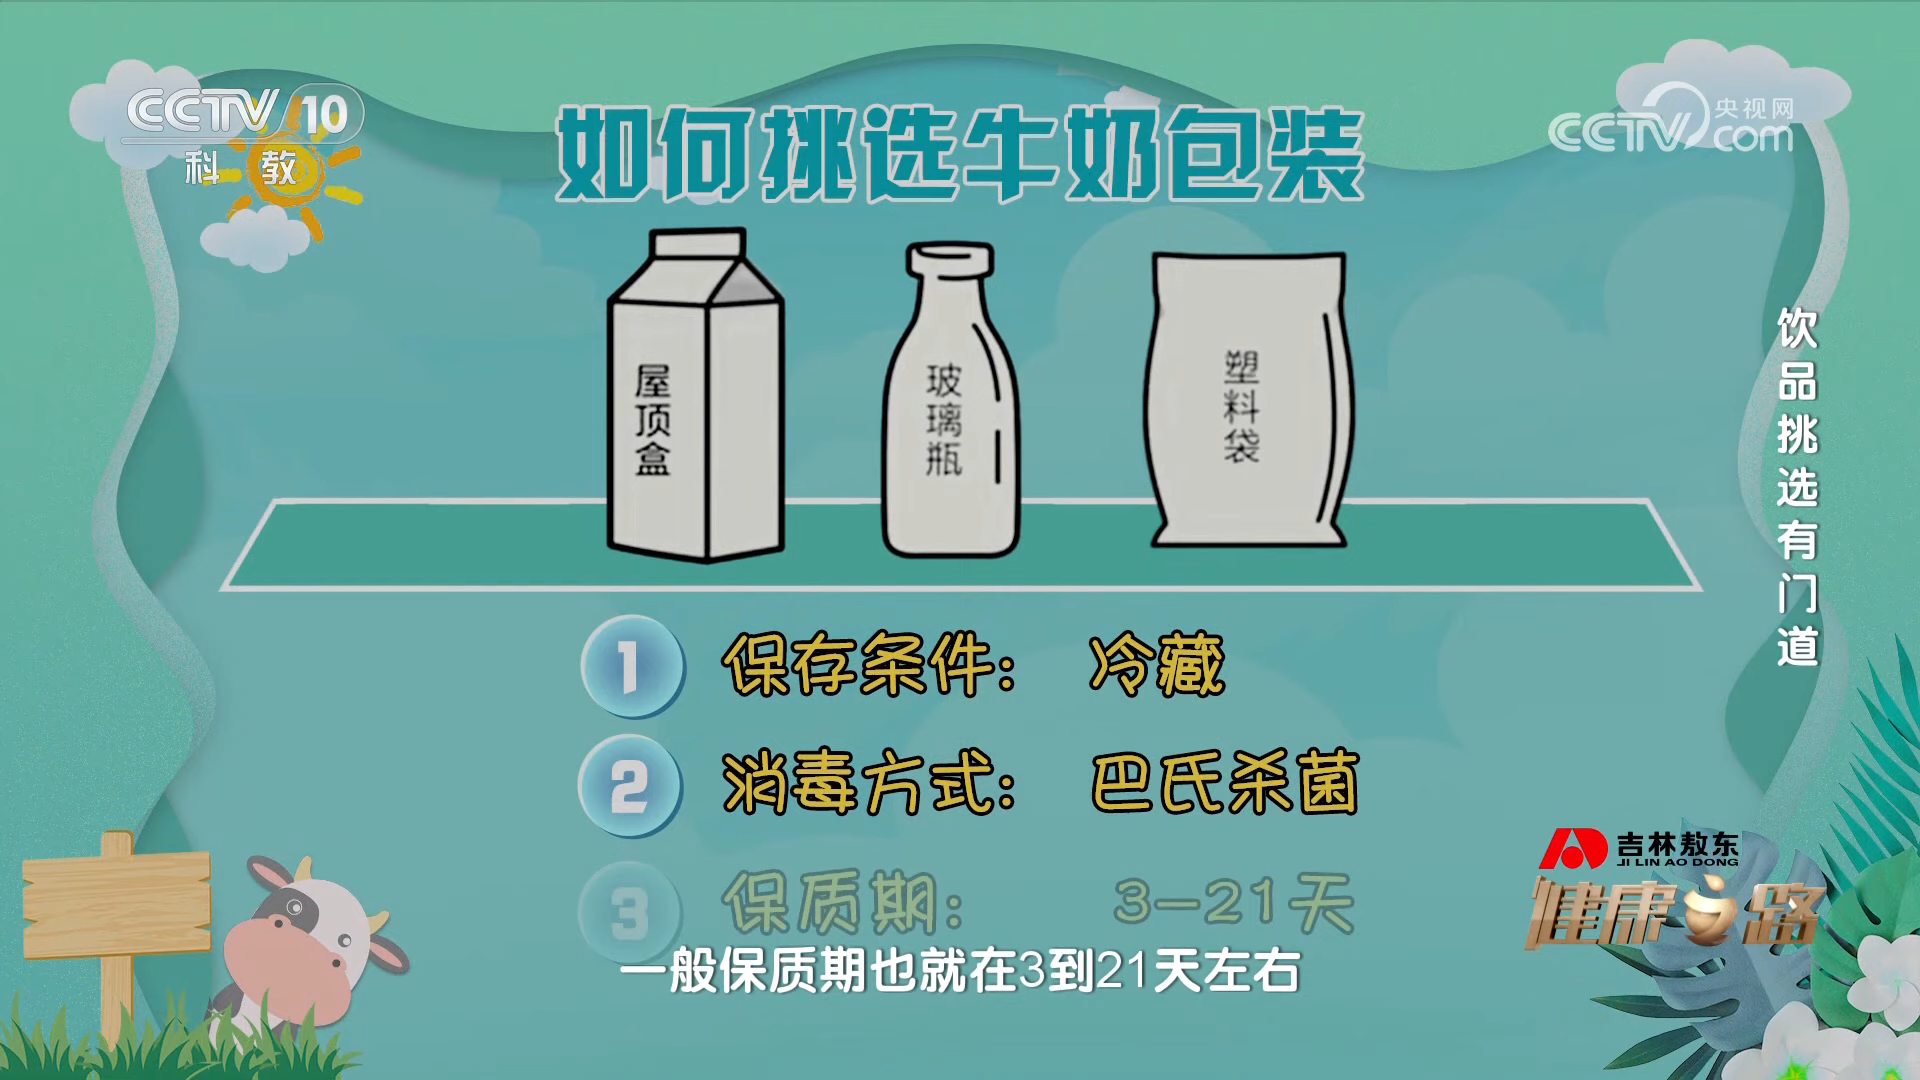 CCTV 10
科教
央视网
CCTV.com
如何挑选牛奶包装
屋顶盒
玻璃瓶
塑料袋
饮品挑选有门道
1 保存条件： 冷藏
2 消毒方式： 巴氏杀菌
3 保质期： 3-21天
吉林敖东
JI LIN AO DONG
健康之路
一般保质期也就在3到21天左右